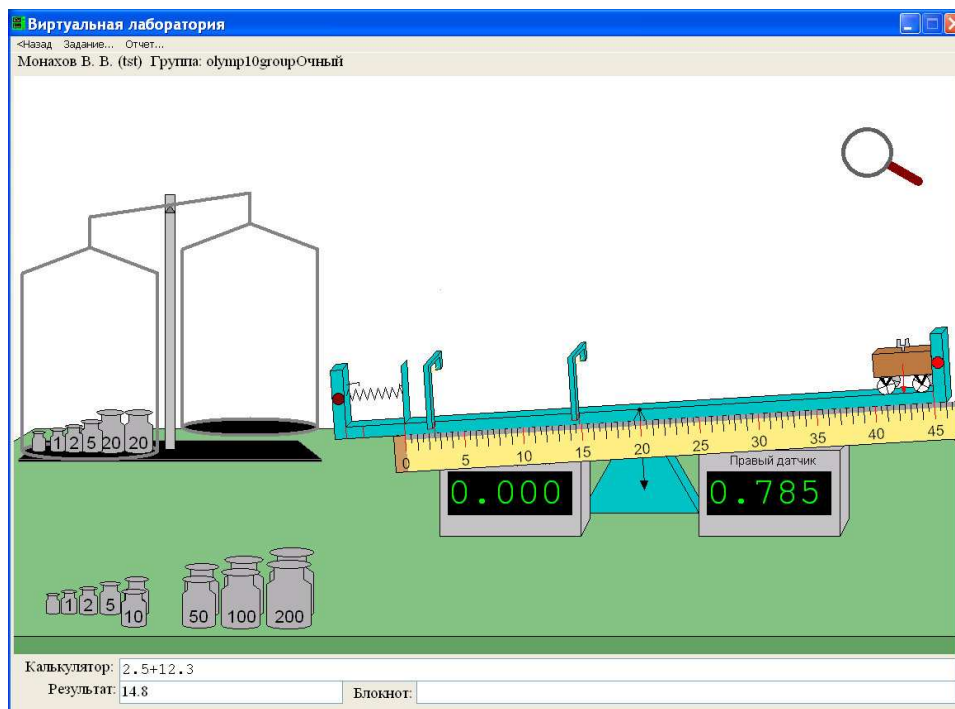 Виртуальная лаборатория
<Назад Задание... Отчет...
Монахов В. В. (tst) Группа: olymp10groupОчный
1 2 5 20 20
0 5 10 15 20 25 30 35 40 45
Правый датчик
0.000 0.785
1 2 5 10 50 100 200
Калькулятор: 2.5+12.3
Результат: 14.8 Блокнот: